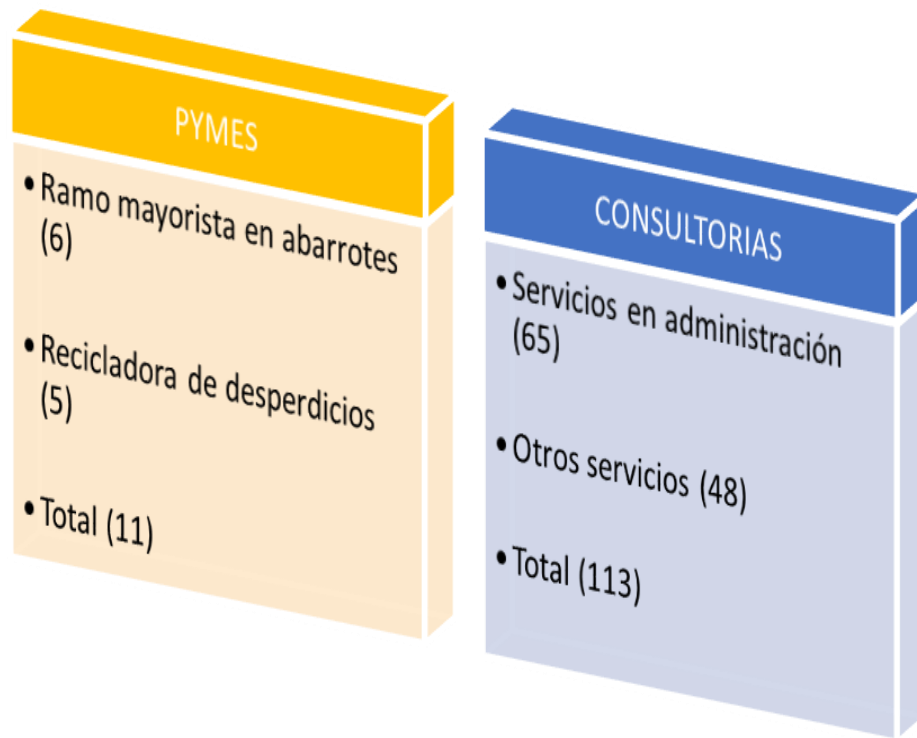 PYMES
• Ramo mayorista en abarrotes
(6)
• Recicladora de desperdicios
(5)
• Total (11)
CONSULTORIAS
• Servicios en administración
(65)
• Otros servicios (48)
• Total (113)